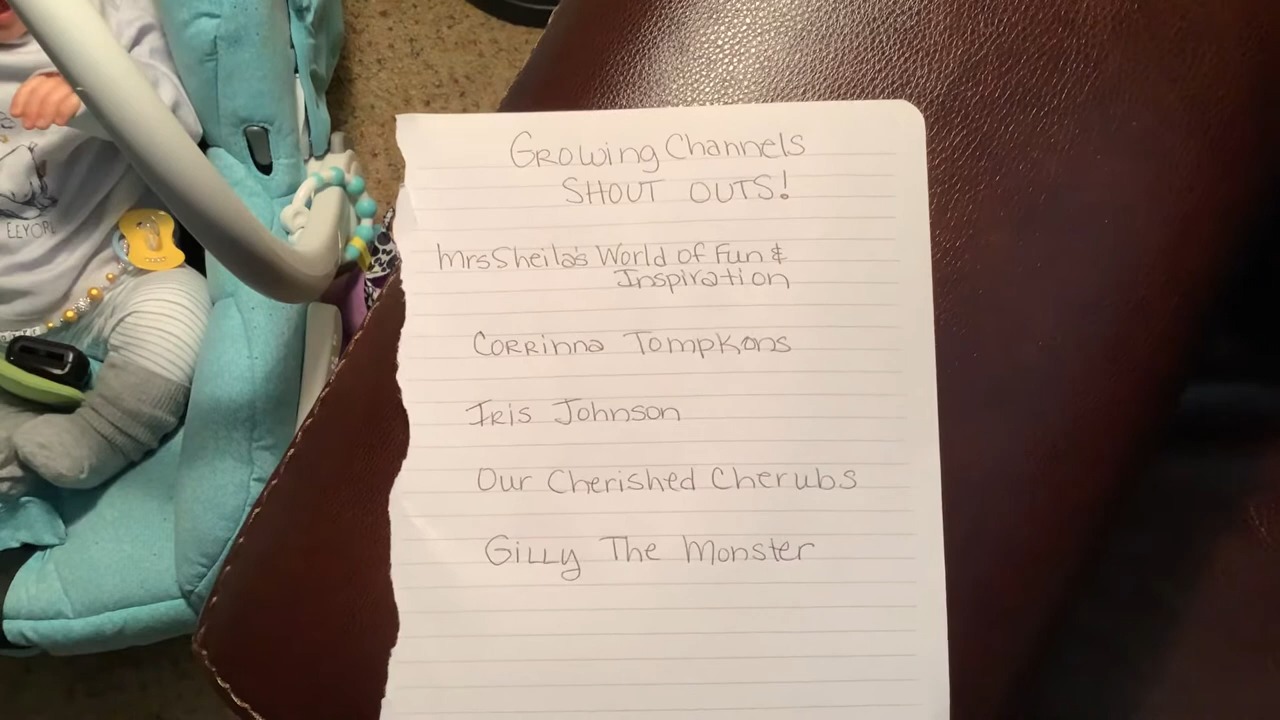 Growing Channels
SHOUT OUTS!
MrsSheila's World of Fun &
Inspiration
Corrinna Tompkons
Iris Johnson
Our Cherished Cherubs
Gilly The Monster
EEYORE